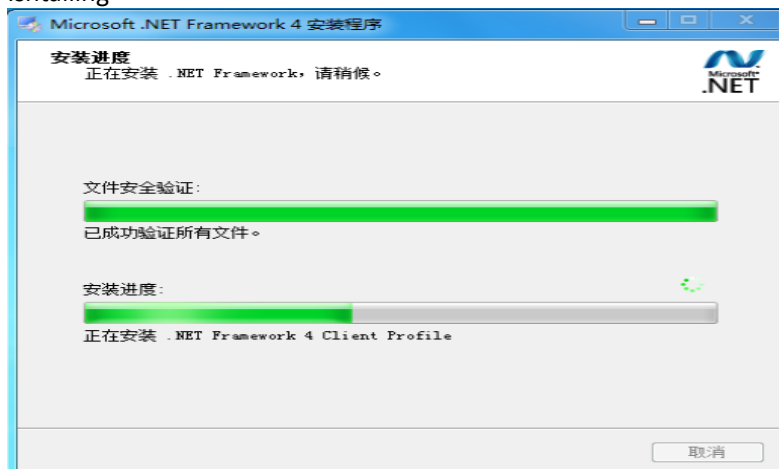 Microsoft .NET Framework 4 安装程序
安装进度
正在安装 .NET Framework，请稍候。
Microsoft
.NET
文件安全验证:
已成功验证所有文件。
安装进度:
正在安装 .NET Framework 4 Client Profile
取消